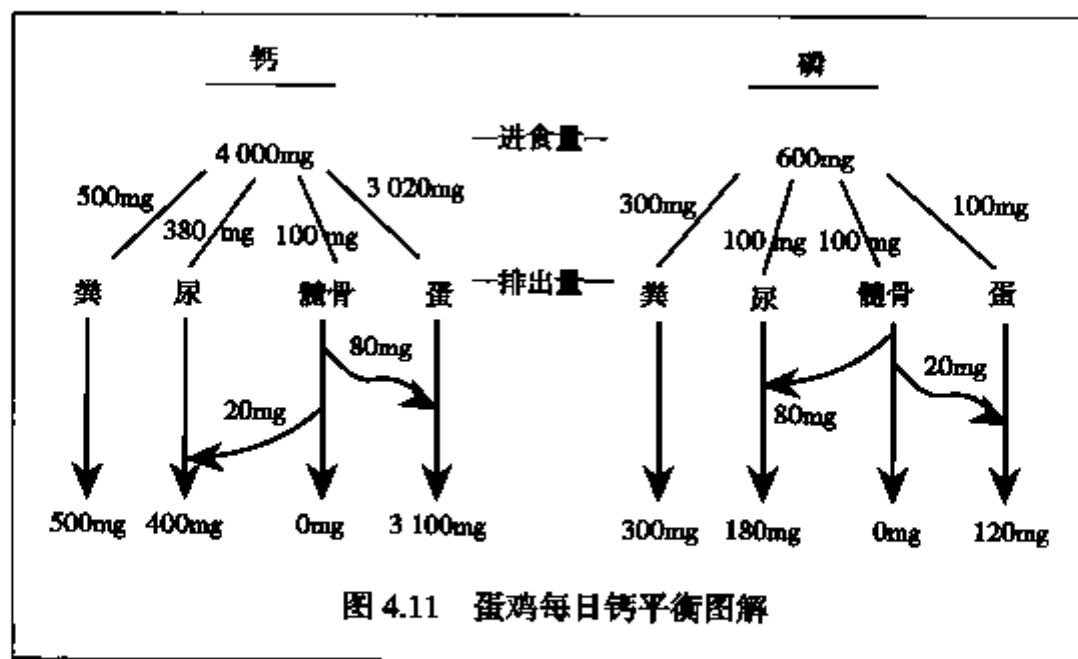 钙 磷
—进食量—
4 000mg 600mg
500mg 3 020mg 300mg 100mg
380 mg 100 mg 100 mg 100 mg
—排出量—
粪 尿 髓骨 蛋 粪 尿 髓骨 蛋
80mg 20mg
20mg 80mg
500mg 400mg 0mg 3 100mg 300mg 180mg 0mg 120mg
图 4.11 蛋鸡每日钙平衡图解